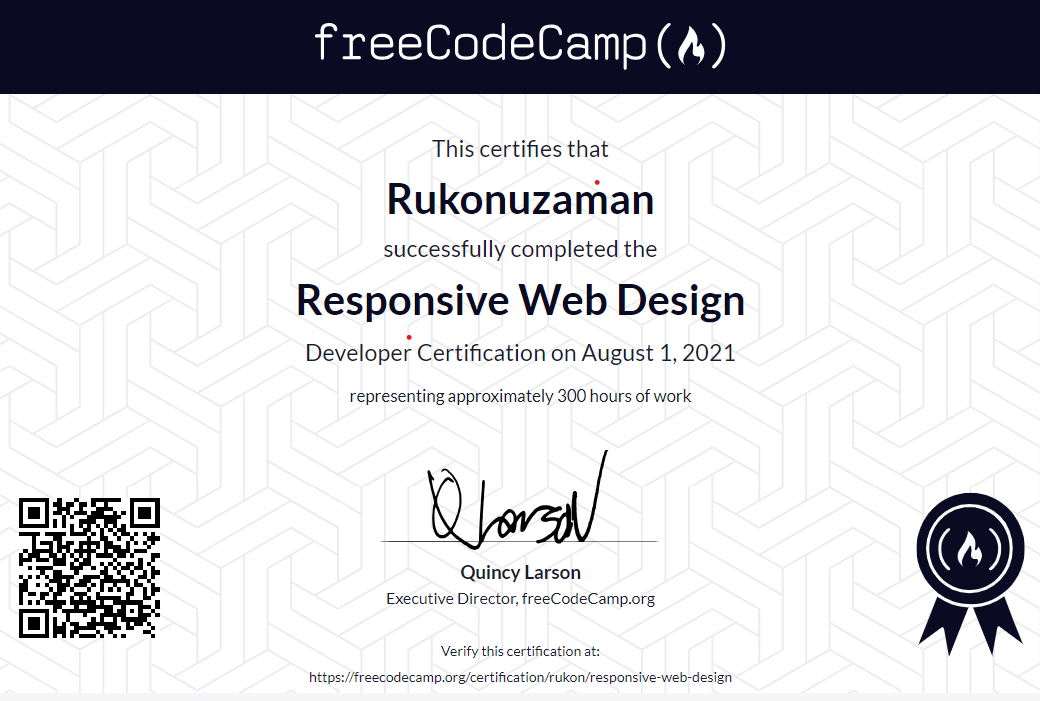 freeCodeCamp
This certifies that
Rukonuzaman
successfully completed the
Responsive Web Design
Developer Certification on August 1, 2021
representing approximately 300 hours of work
Q Larson
Quincy Larson
Executive Director, freeCodeCamp.org
Verify this certification at:
https://freecodecamp.org/certification/rukon/responsive-web-design